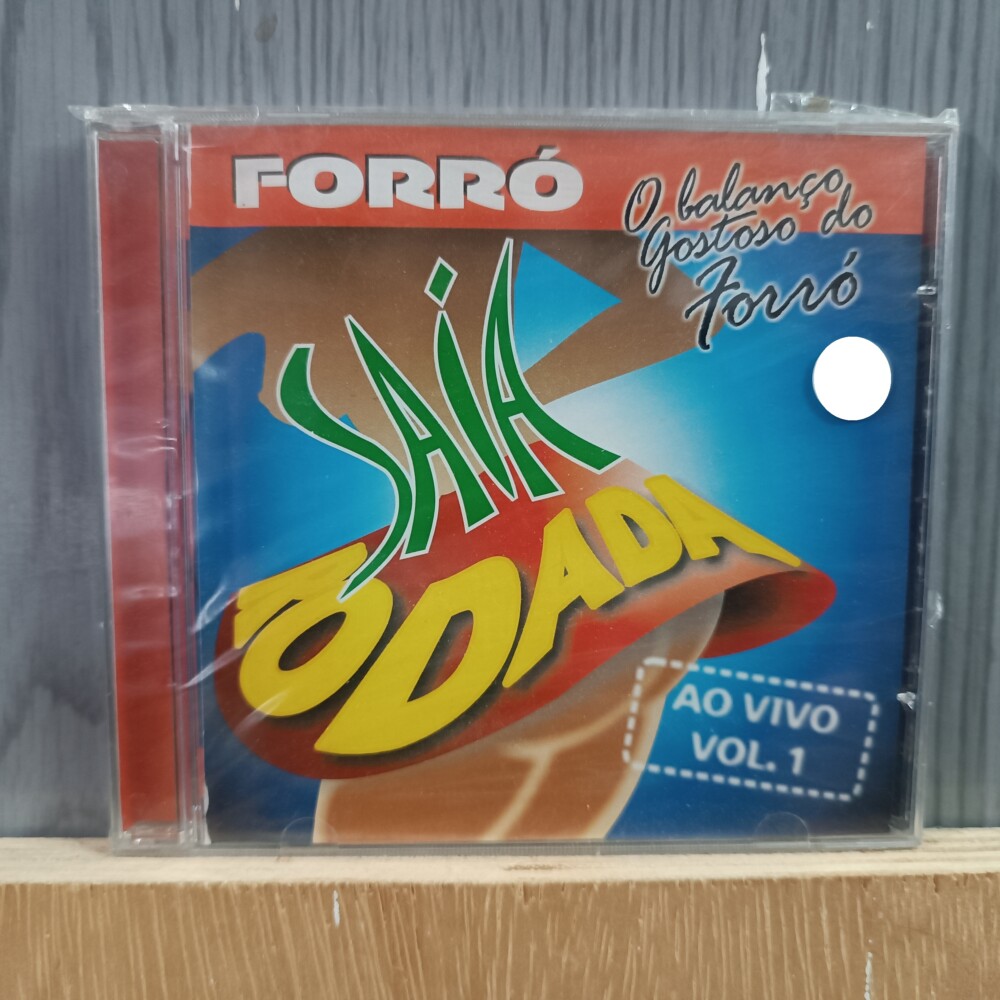 FORRÓ
O balanço
Gostoso do
Forró
SAiA
RODADA
AO VIVO
VOL. 1